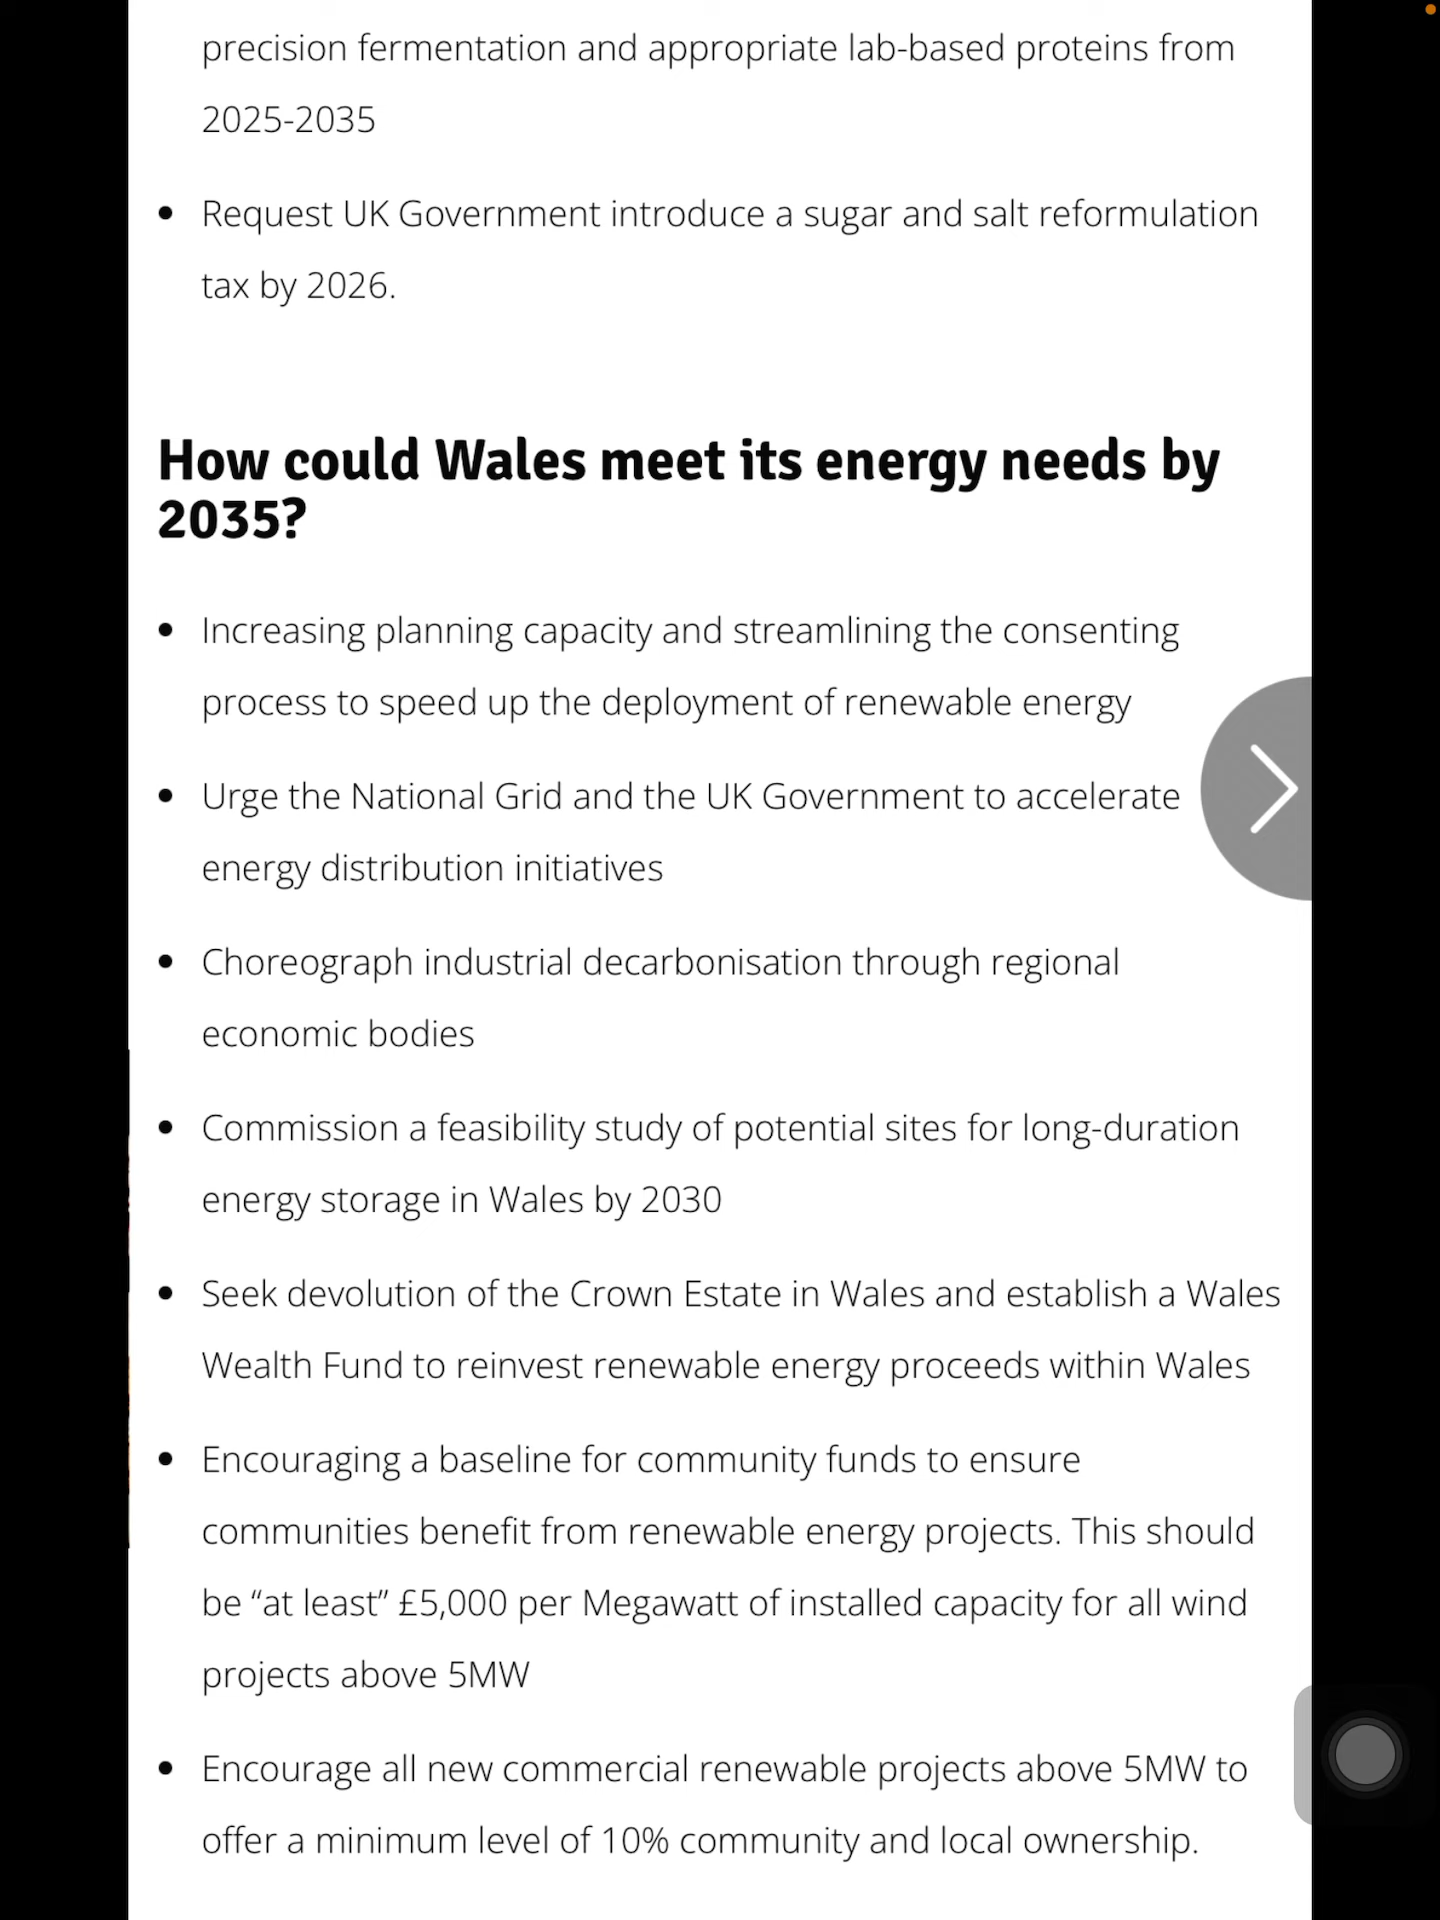 precision fermentation and appropriate lab-based proteins from
2025-2035
• Request UK Government introduce a sugar and salt reformulation
tax by 2026.
How could Wales meet its energy needs by
2035?
• Increasing planning capacity and streamlining the consenting
process to speed up the deployment of renewable energy
• Urge the National Grid and the UK Government to accelerate
energy distribution initiatives
• Choreograph industrial decarbonisation through regional
economic bodies
• Commission a feasibility study of potential sites for long-duration
energy storage in Wales by 2030
• Seek devolution of the Crown Estate in Wales and establish a Wales
Wealth Fund to reinvest renewable energy proceeds within Wales
• Encouraging a baseline for community funds to ensure
communities benefit from renewable energy projects. This should
be “at least” £5,000 per Megawatt of installed capacity for all wind
projects above 5MW
• Encourage all new commercial renewable projects above 5MW to
offer a minimum level of 10% community and local ownership.